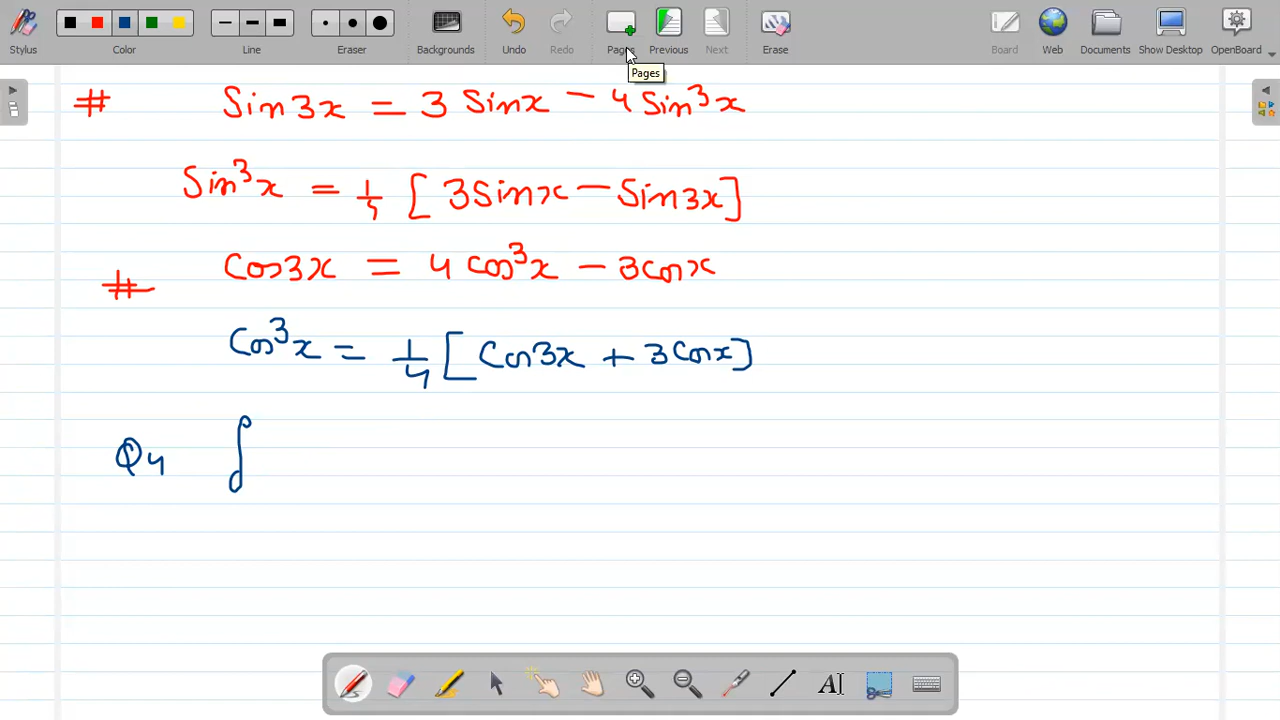 Stylus Color Line Eraser Backgrounds Undo Redo Pages Previous Next Erase Board Web Documents Show Desktop OpenBoard
Pages
# Sin3x = 3 Sinx − 4 Sin³x
Sin³x = 1/4 [ 3Sinx − Sin3x ]
# Cos3x = 4 Cos³x − 3Cosx
Cos³x = 1/4 [ Cos3x + 3Cosx ]
Q4 ∫
AI